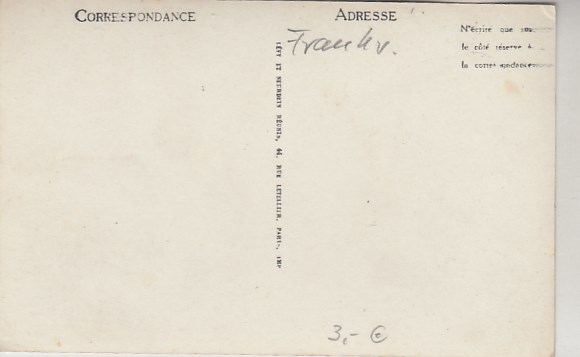 CORRESPONDANCE
ADRESSE
N'écrire que sur
le côté réservé à
la correspondance
Frankr.
LÉVY ET NEURDEIN RÉUNIS, 44, RUE LETELLIER, PARIS, IMP
3,- €